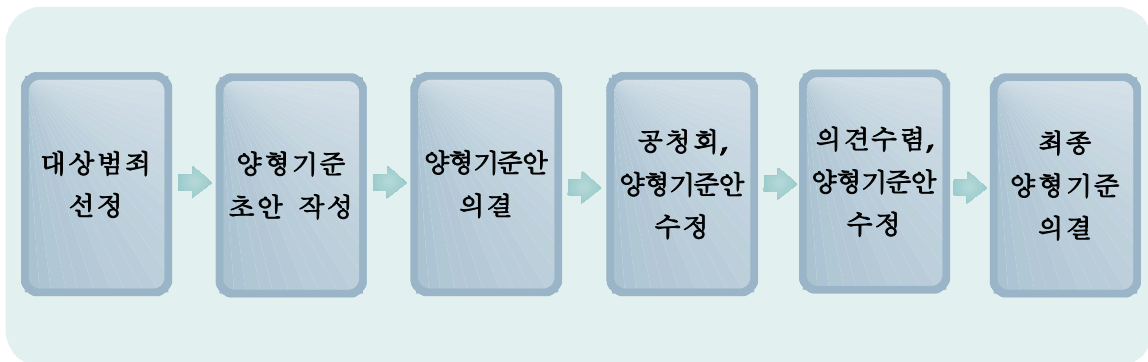 대상범죄
선정
양형기준
초안 작성
양형기준안
의결
공청회,
양형기준안
수정
의견수렴,
양형기준안
수정
최종
양형기준
의결